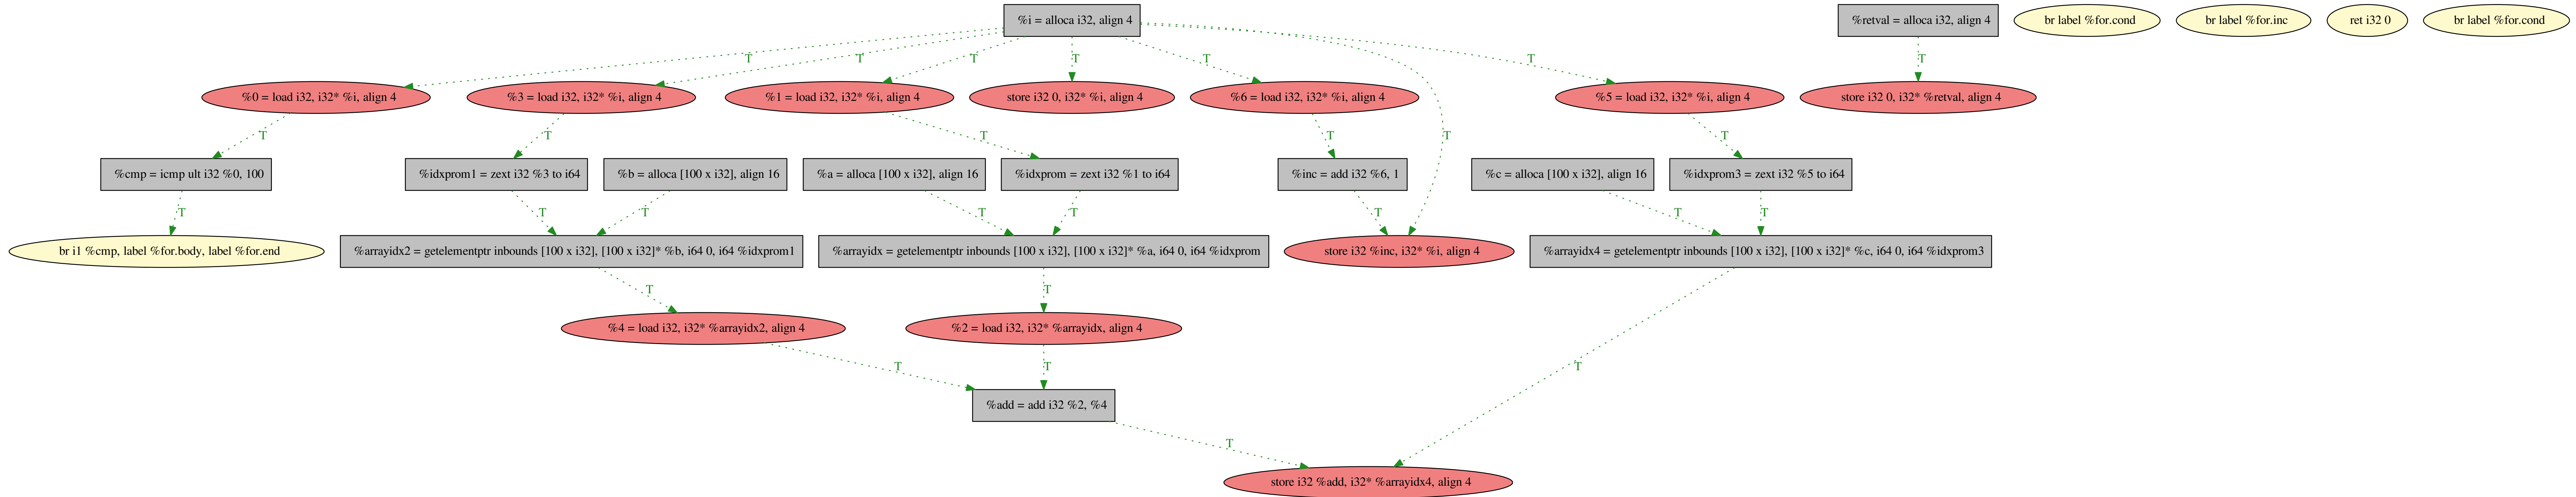 %i = alloca i32, align 4
%retval = alloca i32, align 4
br label %for.cond
br label %for.inc
ret i32 0
br label %for.cond
T
T
T
T
T
T
T
T
%0 = load i32, i32* %i, align 4
%3 = load i32, i32* %i, align 4
%1 = load i32, i32* %i, align 4
store i32 0, i32* %i, align 4
%6 = load i32, i32* %i, align 4
%5 = load i32, i32* %i, align 4
store i32 0, i32* %retval, align 4
T
T
T
T
T
T
%cmp = icmp ult i32 %0, 100
%idxprom1 = zext i32 %3 to i64
%b = alloca [100 x i32], align 16
%a = alloca [100 x i32], align 16
%idxprom = zext i32 %1 to i64
%inc = add i32 %6, 1
%c = alloca [100 x i32], align 16
%idxprom3 = zext i32 %5 to i64
T
T
T
T
T
T
T
T
br i1 %cmp, label %for.body, label %for.end
%arrayidx2 = getelementptr inbounds [100 x i32], [100 x i32]* %b, i64 0, i64 %idxprom1
%arrayidx = getelementptr inbounds [100 x i32], [100 x i32]* %a, i64 0, i64 %idxprom
store i32 %inc, i32* %i, align 4
%arrayidx4 = getelementptr inbounds [100 x i32], [100 x i32]* %c, i64 0, i64 %idxprom3
T
T
%4 = load i32, i32* %arrayidx2, align 4
%2 = load i32, i32* %arrayidx, align 4
T
T
T
%add = add i32 %2, %4
T
store i32 %add, i32* %arrayidx4, align 4